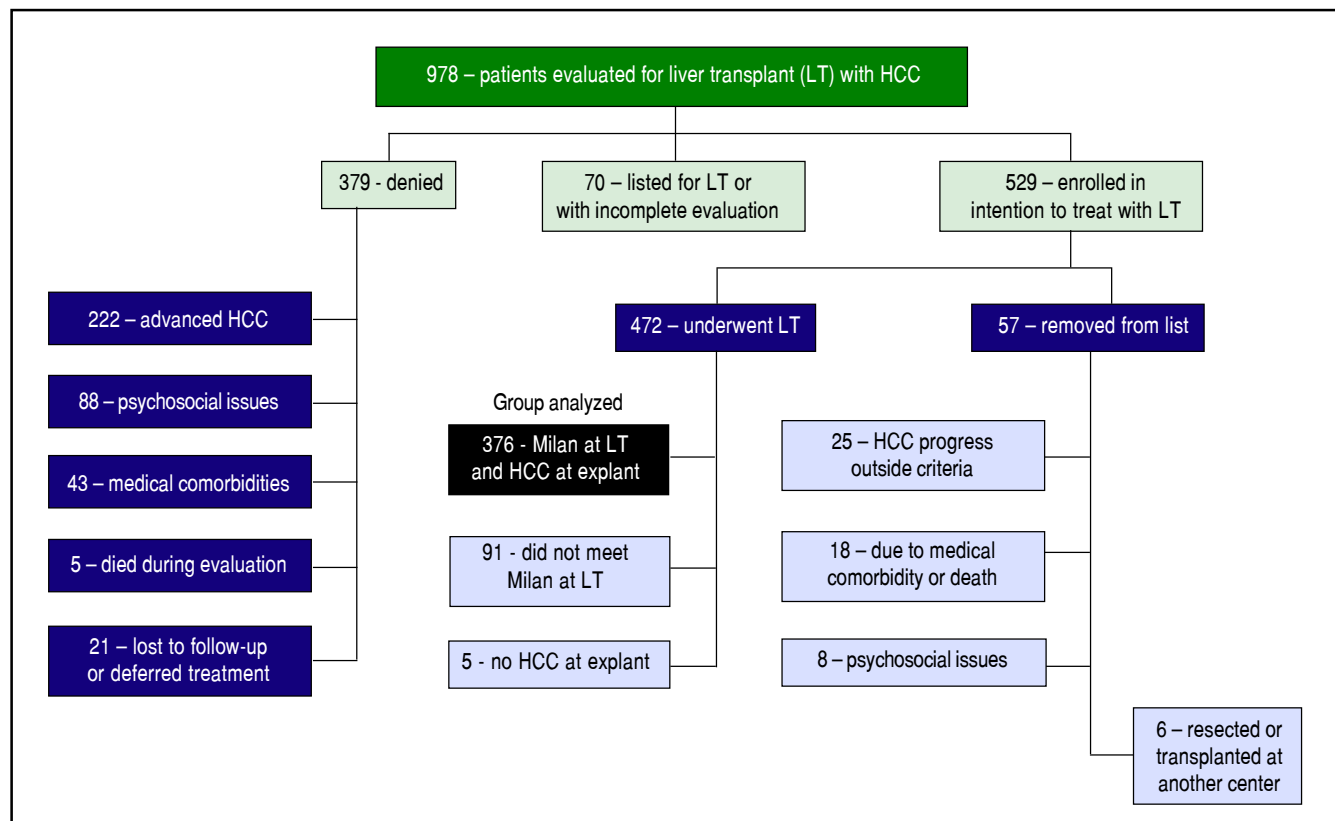 978 – patients evaluated for liver transplant (LT) with HCC
379 - denied
70 – listed for LT or
with incomplete evaluation
529 – enrolled in
intention to treat with LT
222 – advanced HCC
88 – psychosocial issues
43 – medical comorbidities
5 – died during evaluation
21 – lost to follow-up
or deferred treatment
472 – underwent LT
57 – removed from list
Group analyzed
376 - Milan at LT
and HCC at explant
91 - did not meet
Milan at LT
5 - no HCC at explant
25 – HCC progress
outside criteria
18 – due to medical
comorbidity or death
8 – psychosocial issues
6 – resected or
transplanted at
another center